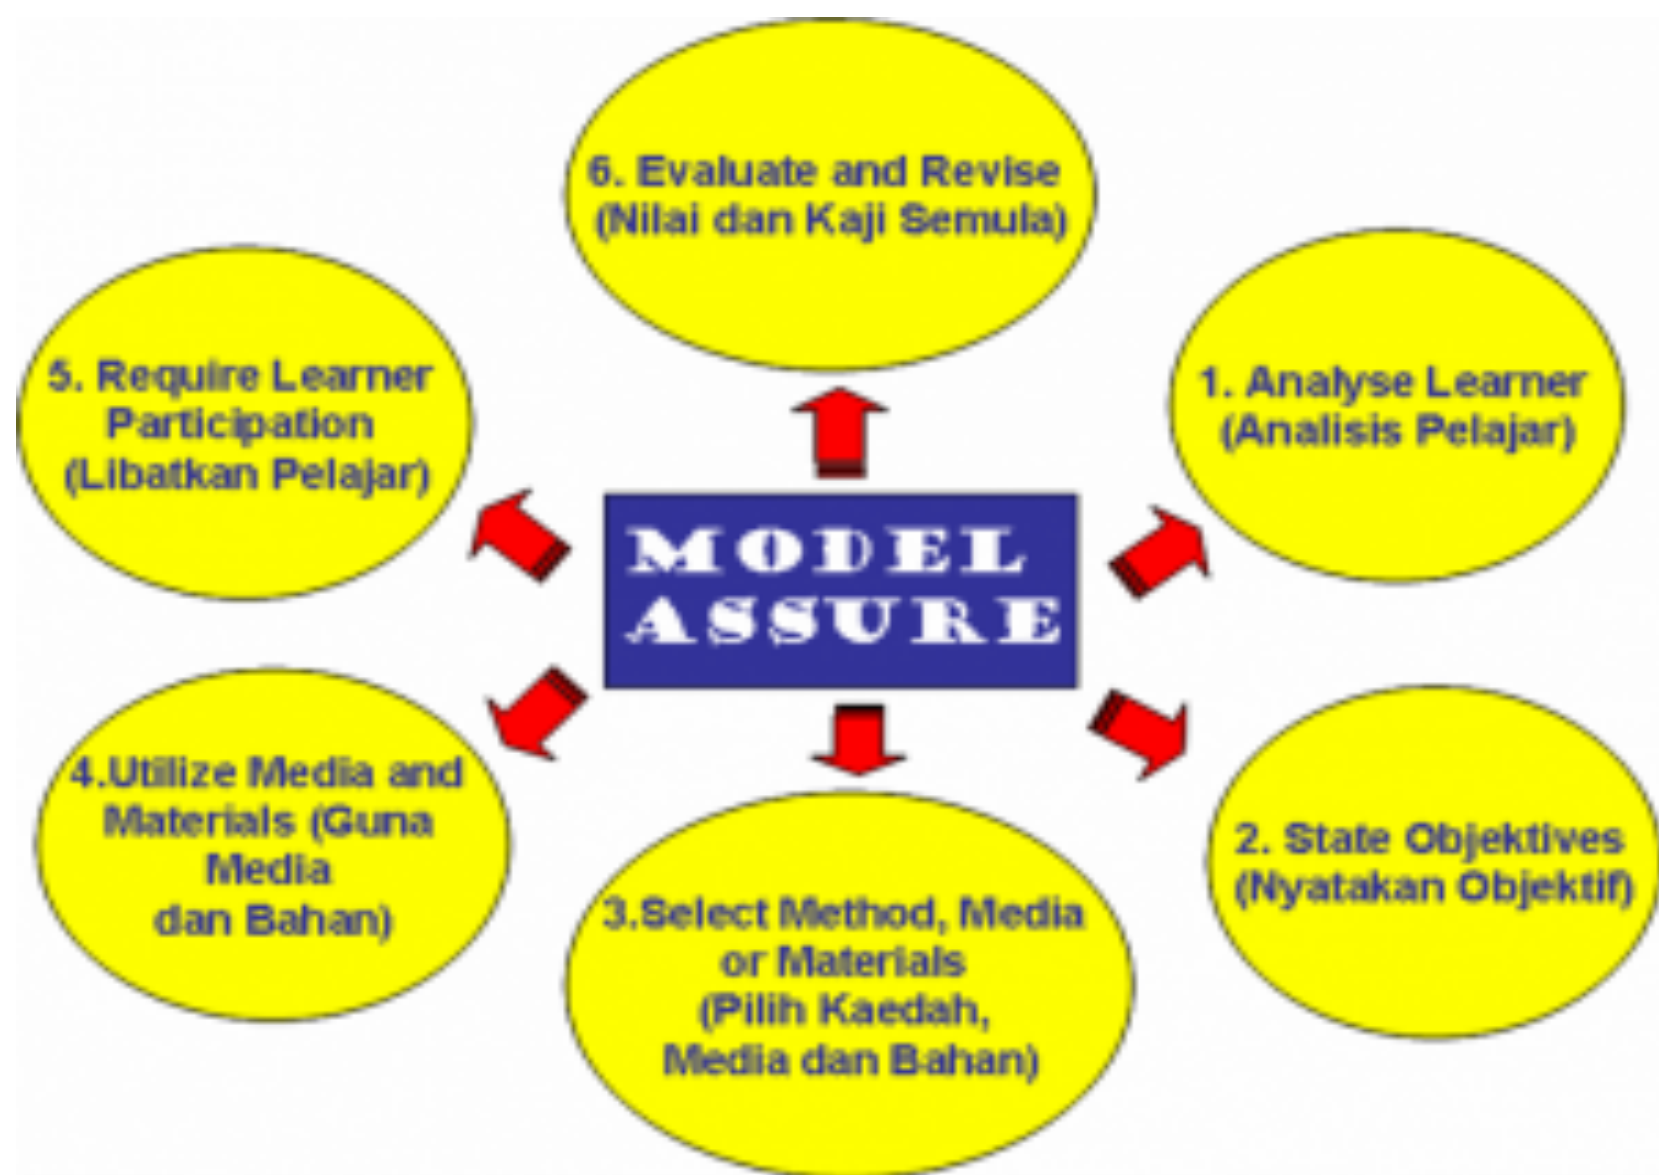 MODEL
ASSURE
1. Analyse Learner
(Analisis Pelajar)
2. State Objektives
(Nyatakan Objektif)
3.Select Method, Media
or Materials
(Pilih Kaedah,
Media dan Bahan)
4.Utilize Media and
Materials (Guna
Media
dan Bahan)
5. Require Learner
Participation
(Libatkan Pelajar)
6. Evaluate and Revise
(Nilai dan Kaji Semula)